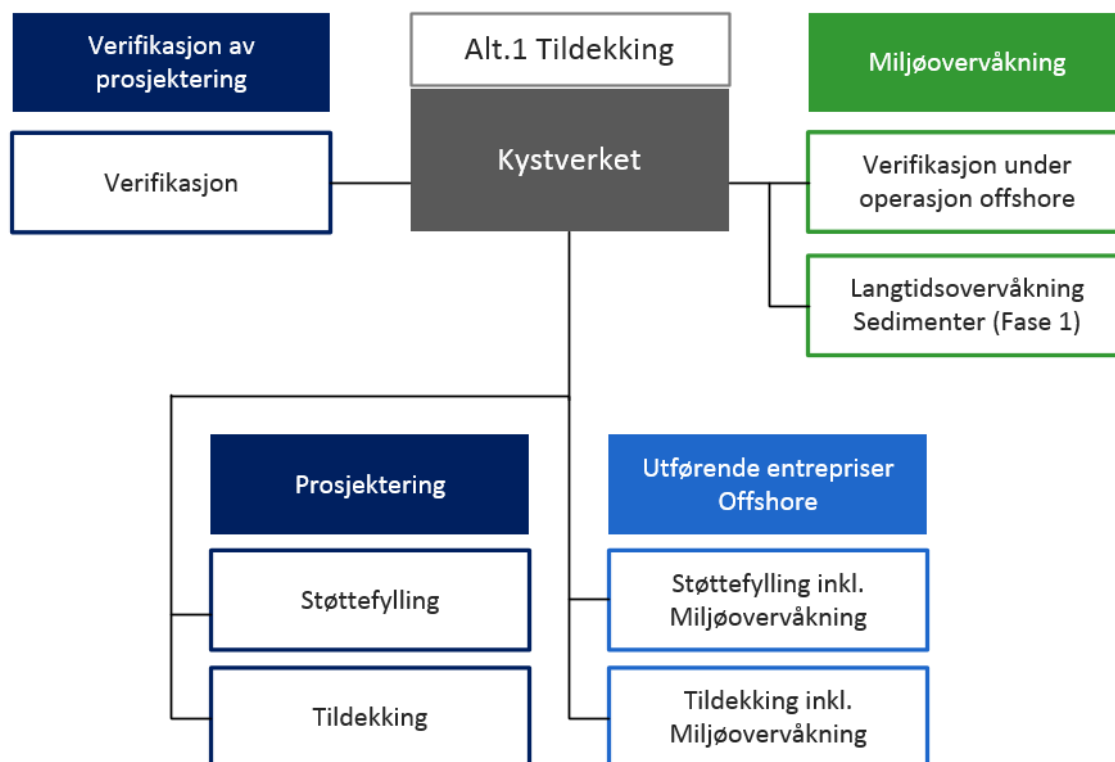 Verifikasjon av
prosjektering
Verifikasjon
Alt.1 Tildekking
Kystverket
Miljøovervåkning
Verifikasjon under
operasjon offshore
Langtidsovervåkning
Sedimenter (Fase 1)
Prosjektering
Støttefylling
Tildekking
Utførende entrepriser
Offshore
Støttefylling inkl.
Miljøovervåkning
Tildekking inkl.
Miljøovervåkning